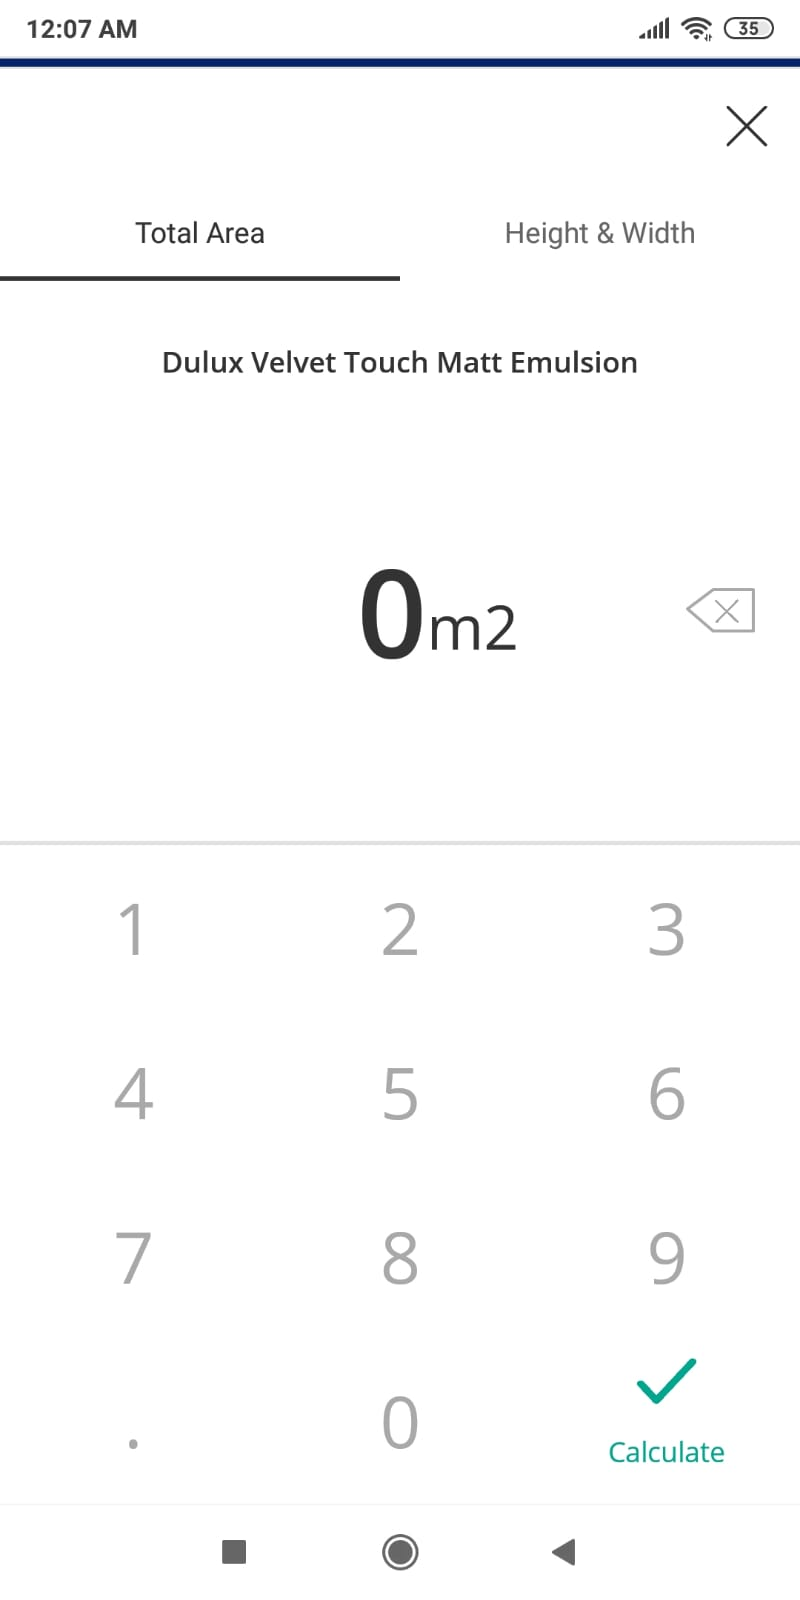 12:07 AM 35
Total Area Height & Width
Dulux Velvet Touch Matt Emulsion
0m2
1 2 3
4 5 6
7 8 9
. 0
Calculate